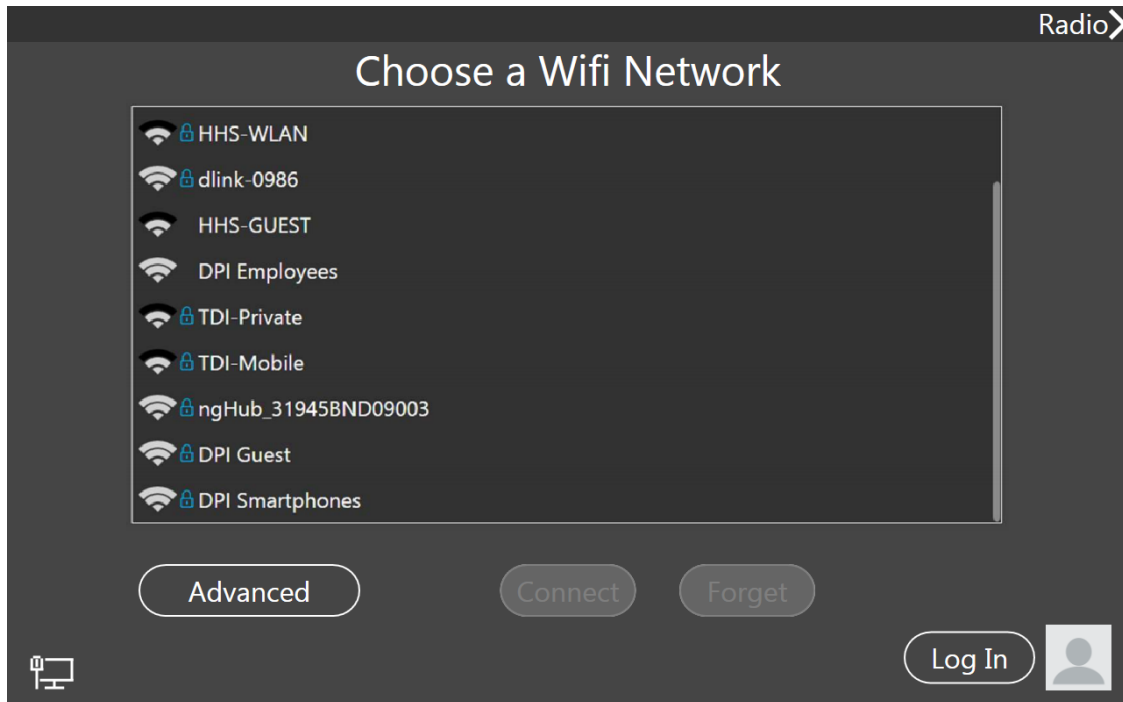 Radio
Choose a Wifi Network
HHS-WLAN
dlink-0986
HHS-GUEST
DPI Employees
TDI-Private
TDI-Mobile
ngHub_31945BND09003
DPI Guest
DPI Smartphones
Advanced
Connect
Forget
Log In